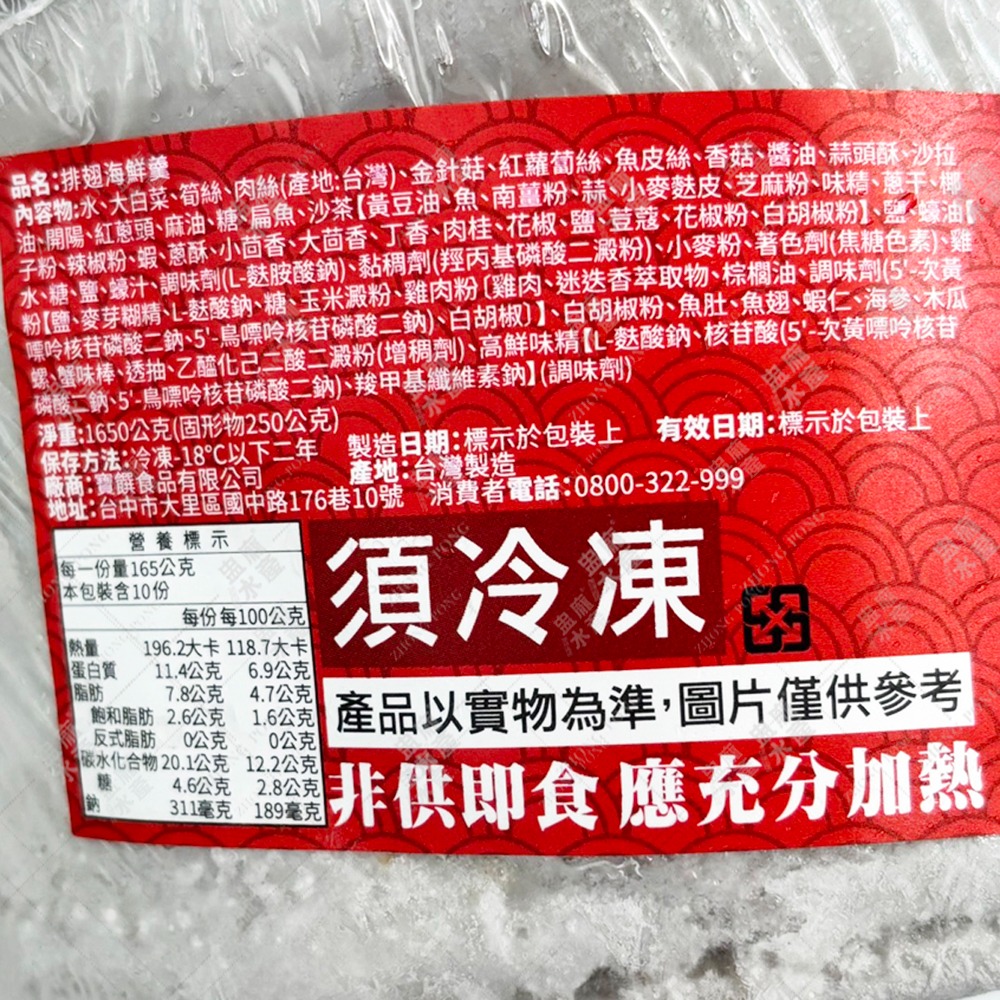 品名:排翅海鮮羹
內容物:水、大白菜、筍絲、肉絲(產地:台灣)、金針菇、紅蘿蔔絲、魚皮絲、香菇、醬油、蒜頭酥、沙拉
油、開陽、紅蔥頭、麻油、糖、扁魚、沙茶【黃豆油、魚、南薑粉、蒜、小麥麩皮、芝麻粉、味精、蔥干、椰
子粉、辣椒粉、蝦、蔥酥、小茴香、大茴香、丁香、肉桂、花椒、鹽、荳蔻、花椒粉、白胡椒粉】、鹽、蠔油【
水、糖、鹽、蠔汁、調味劑(L-麩胺酸鈉)、黏稠劑(羥丙基磷酸二澱粉)、小麥粉、著色劑(焦糖色素)、雞
粉【鹽、麥芽糊精、L-麩酸鈉、糖、玉米澱粉、雞肉粉〔雞肉、迷迭香萃取物、棕櫚油、調味劑(5'-次黃
嘌呤核苷磷酸二鈉、5'-鳥嘌呤核苷磷酸二鈉)、白胡椒〕】、白胡椒粉、魚肚、魚翅、蝦仁、海參、木瓜
螺、蟹味棒、透抽、乙醯化己二酸二澱粉(增稠劑)、高鮮味精【L-麩酸鈉、核苷酸(5'-次黃嘌呤核苷
磷酸二鈉、5'-鳥嘌呤核苷磷酸二鈉)、羧甲基纖維素鈉】(調味劑)
淨重:1650公克(固形物250公克) 製造日期:標示於包裝上 有效日期:標示於包裝上
保存方法:冷凍-18°C以下二年 產地:台灣製造
廠商:寶饌食品有限公司 消費者電話:0800-322-999
地址:台中市大里區國中路176巷10號
營養標示
每一份量165公克
本包裝含10份
每份 每100公克
熱量 196.2大卡 118.7大卡
蛋白質 11.4公克 6.9公克
脂肪 7.8公克 4.7公克
飽和脂肪 2.6公克 1.6公克
反式脂肪 0公克 0公克
碳水化合物 20.1公克 12.2公克
糖 4.6公克 2.8公克
鈉 311毫克 189毫克
須冷凍
產品以實物為準,圖片僅供參考
非供即食 應充分加熱